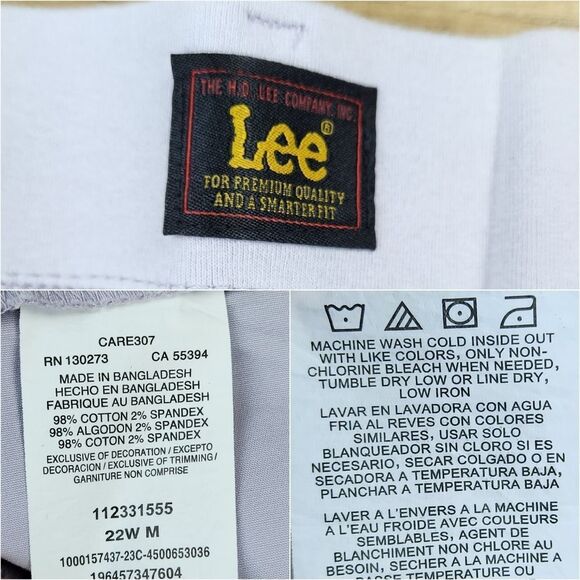 THE H.D. LEE COMPANY, INC.
Lee®
FOR PREMIUM QUALITY
AND A SMARTER FIT
CARE307
RN 130273 CA 55394
MADE IN BANGLADESH
HECHO EN BANGLADESH
FABRIQUE AU BANGLADESH
98% COTTON 2% SPANDEX
98% ALGODON 2% SPANDEX
98% COTON 2% SPANDEX
EXCLUSIVE OF DECORATION / EXCEPTO
DECORACION / EXCLUSIF OF TRIMMING /
GARNITURE NON COMPRISE
112331555
22W M
1000157437-23C-4500653036
196457347604
MACHINE WASH COLD INSIDE OUT
WITH LIKE COLORS, ONLY NON-
CHLORINE BLEACH WHEN NEEDED,
TUMBLE DRY LOW OR LINE DRY,
LOW IRON
LAVAR EN LAVADORA CON AGUA
FRIA AL REVES CON COLORES
SIMILARES, USAR SOLO
BLANQUEADOR SIN CLORO SI ES
NECESARIO, SECAR COLGADO O EN
SECADORA A TEMPERATURA BAJA,
PLANCHAR A TEMPERATURA BAJA
LAVER A L'ENVERS A LA MACHINE
A L'EAU FROIDE AVEC COULEURS
SEMBLABLES, AGENT DE
BLANCHIMENT NON CHLORE AU
BESOIN, SECHER A LA MACHINE A
BASSE TEMPERATURE OU